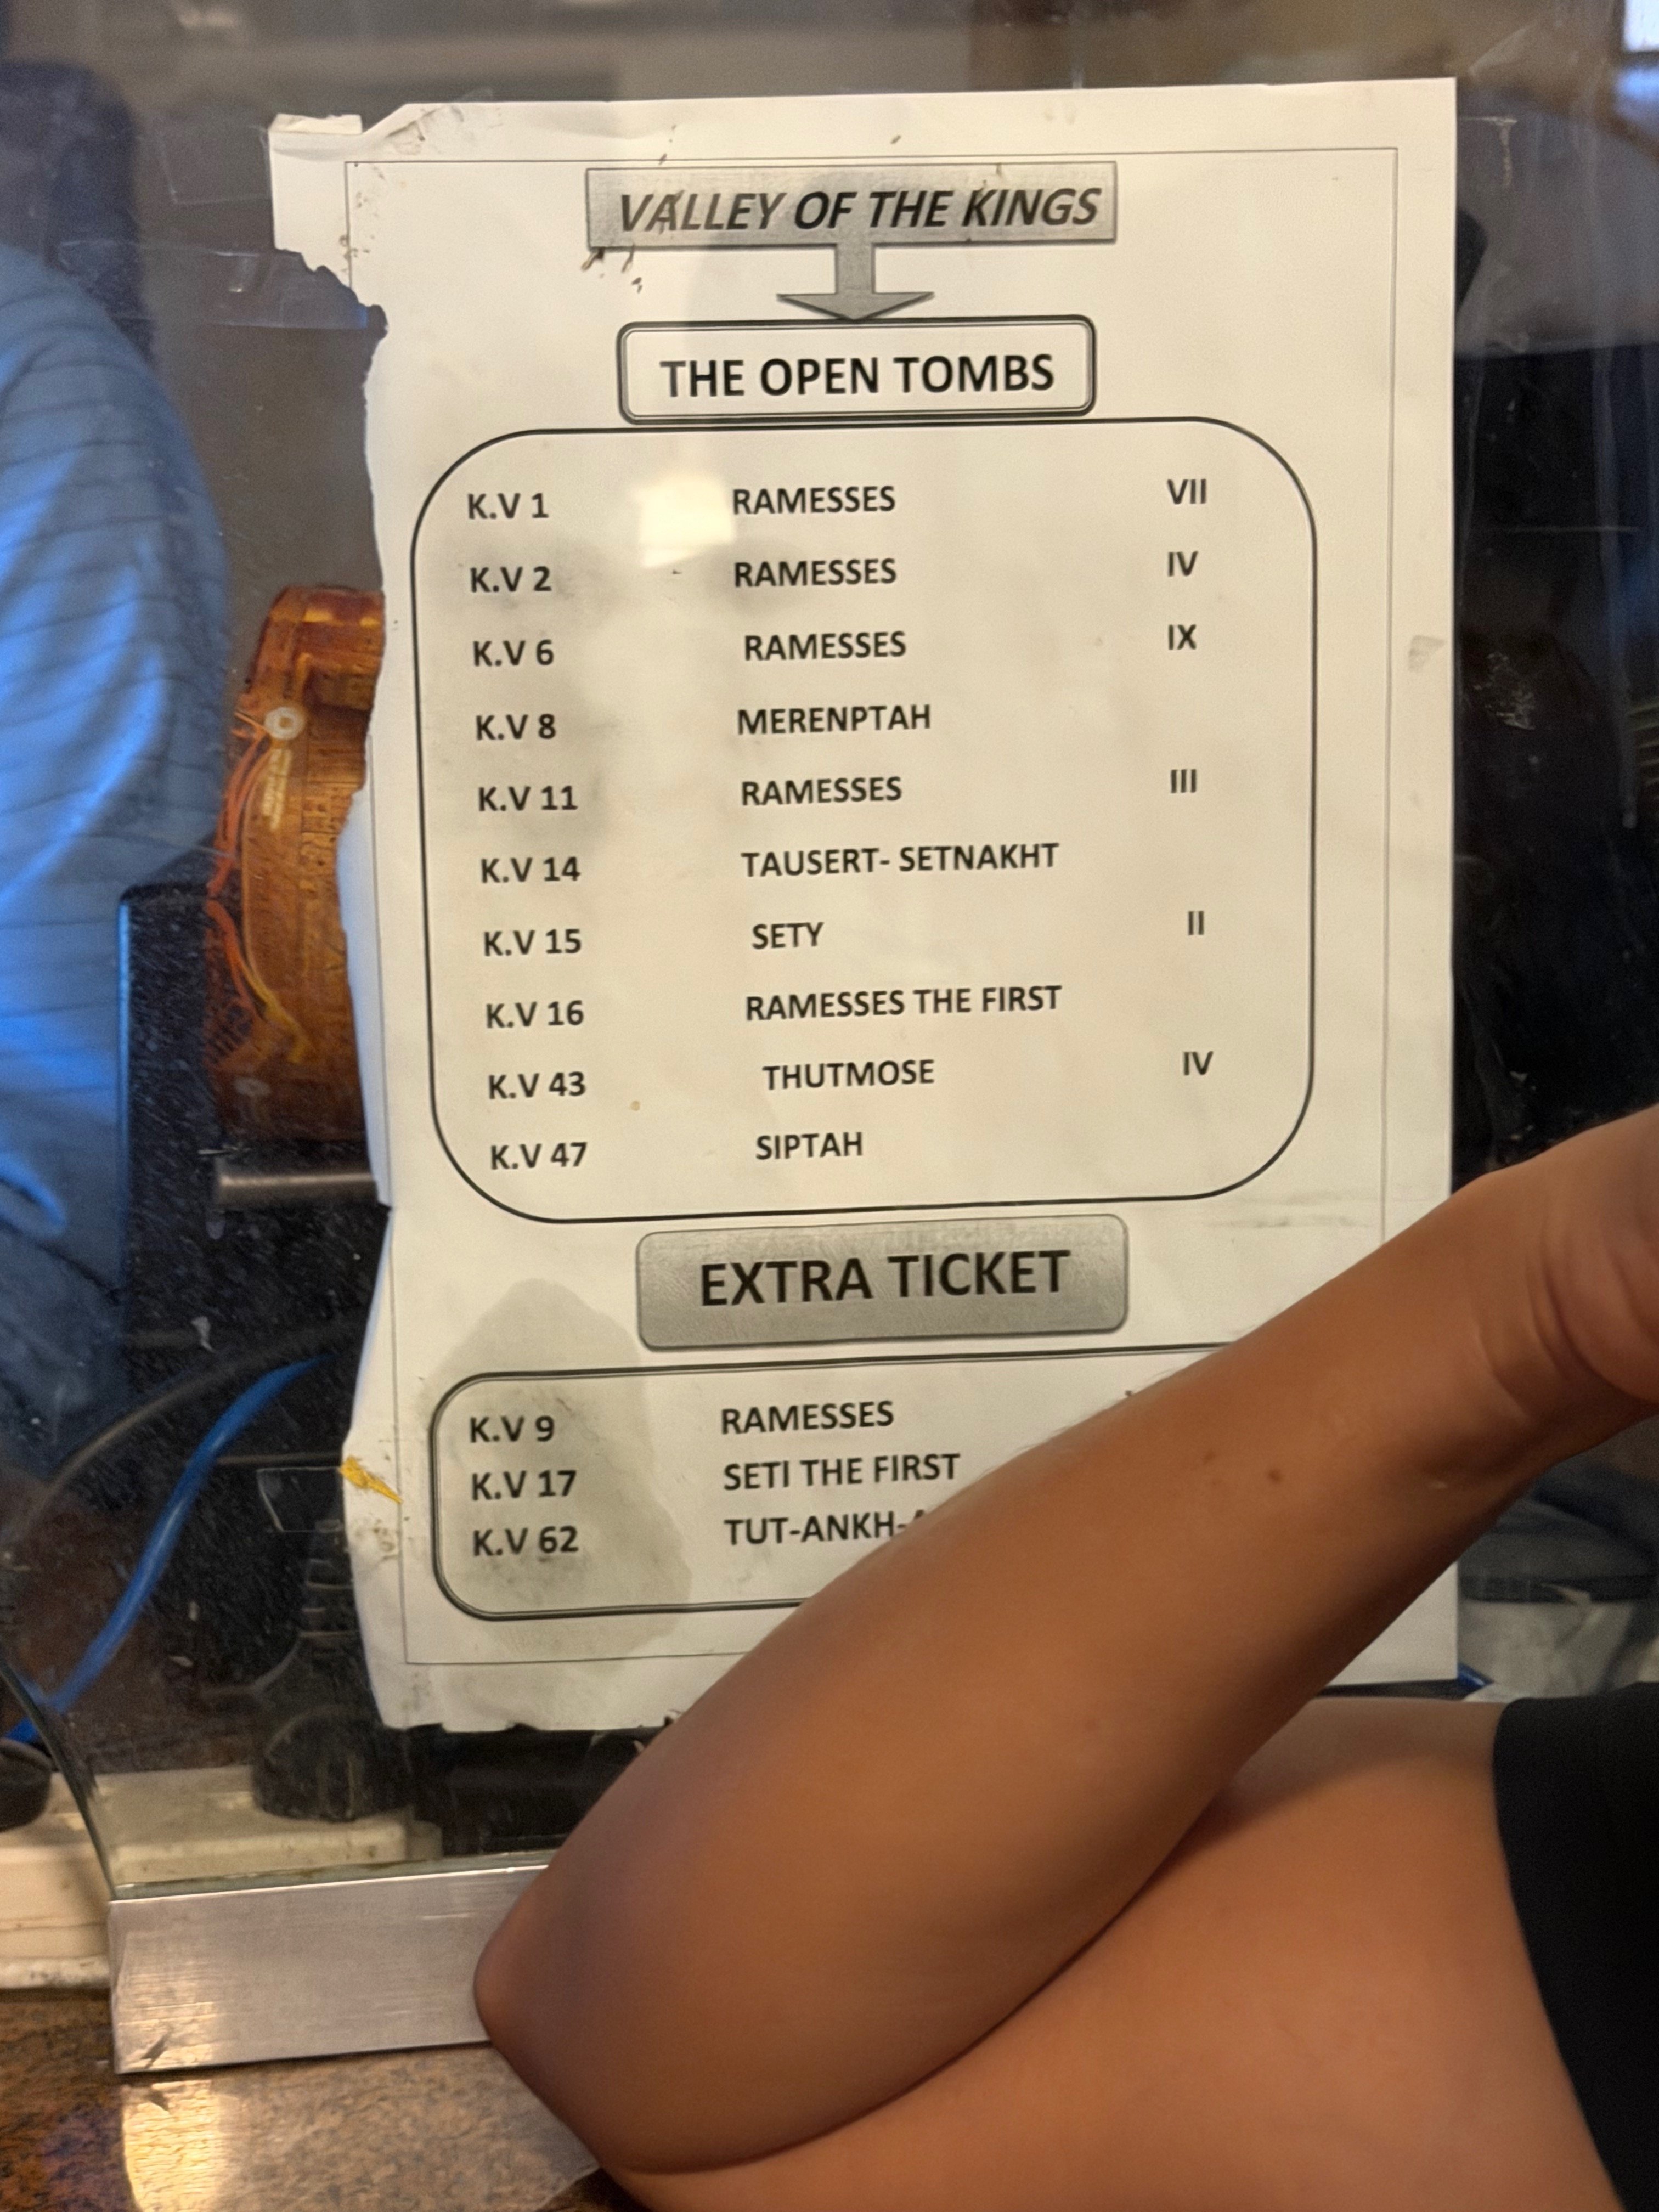 VALLEY OF THE KINGS
THE OPEN TOMBS
K.V 1 RAMESSES VII
K.V 2 RAMESSES IV
K.V 6 RAMESSES IX
K.V 8 MERENPTAH
K.V 11 RAMESSES III
K.V 14 TAUSERT- SETNAKHT
K.V 15 SETY II
K.V 16 RAMESSES THE FIRST
K.V 43 THUTMOSE IV
K.V 47 SIPTAH
EXTRA TICKET
K.V 9 RAMESSES
K.V 17 SETI THE FIRST
K.V 62 TUT-ANKH-